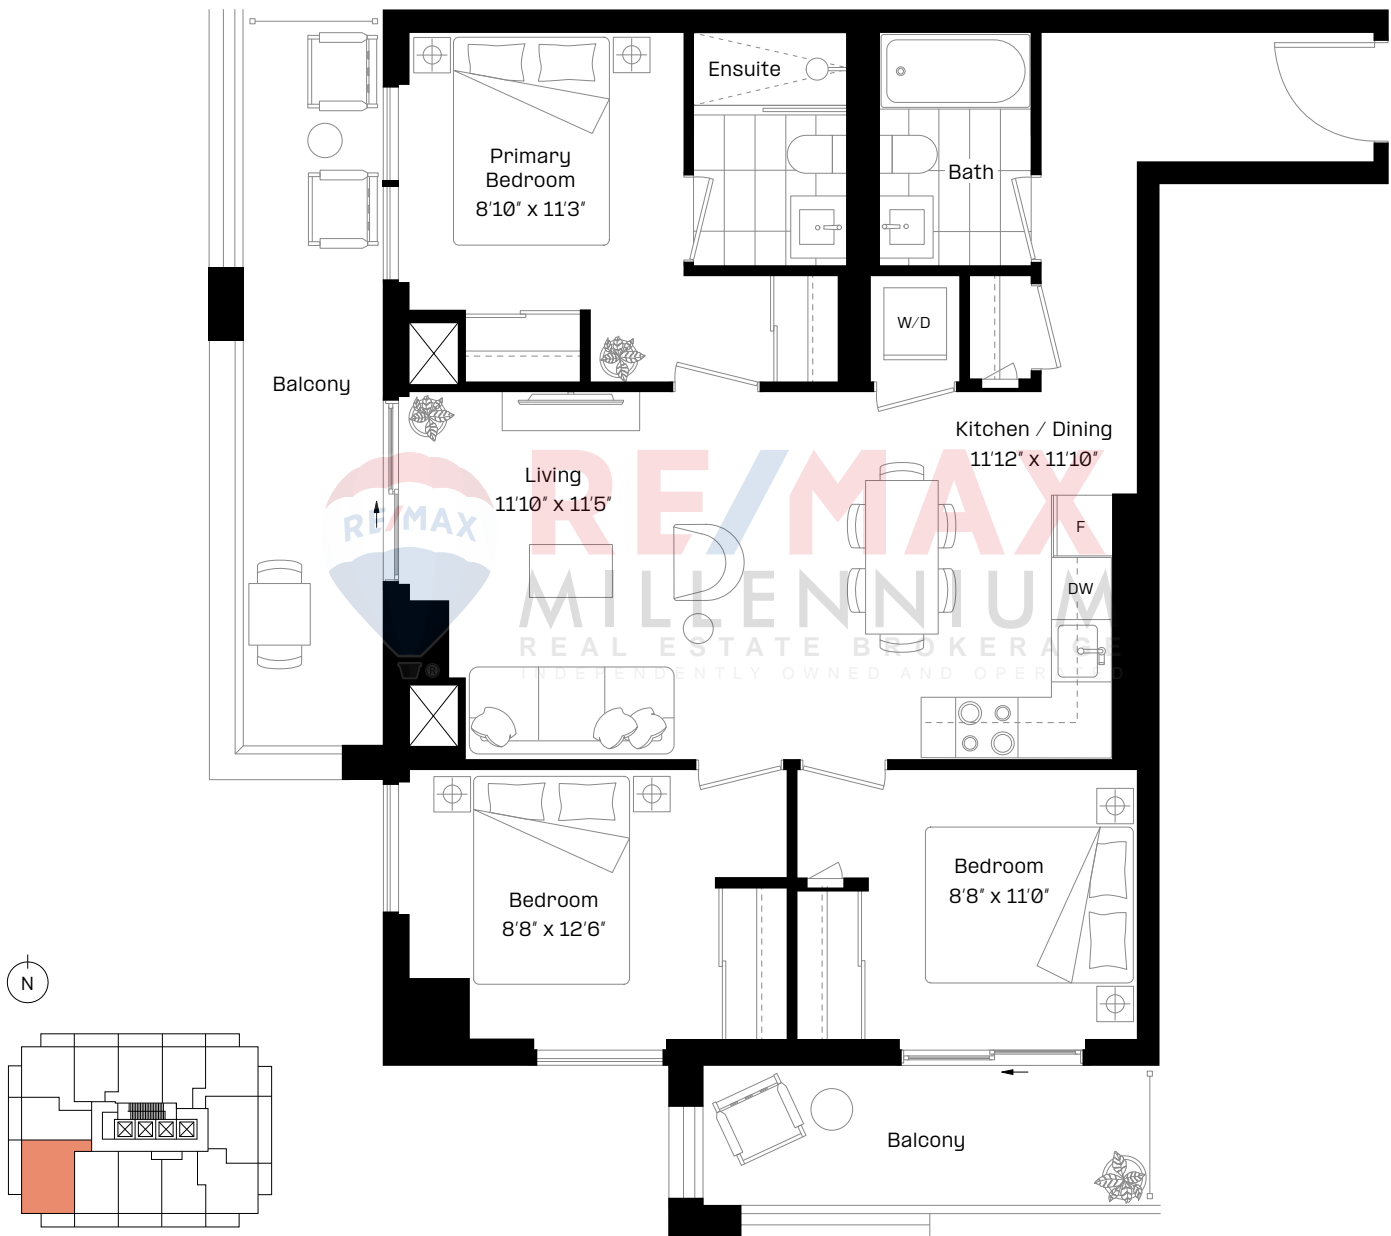 Ensuite
Primary
Bedroom
8'10" x 11'3"
Bath
W/D
Balcony
Kitchen / Dining
11'12" x 11'10"
Living
11'10" x 11'5"
RE/MAX
RE/MAX
F
DW
MILLENNIUM
REAL ESTATE BROKERAGE
INDEPENDENTLY OWNED AND OPERATED
®
Bedroom
8'8" x 12'6"
Bedroom
8'8" x 11'0"
N
Balcony